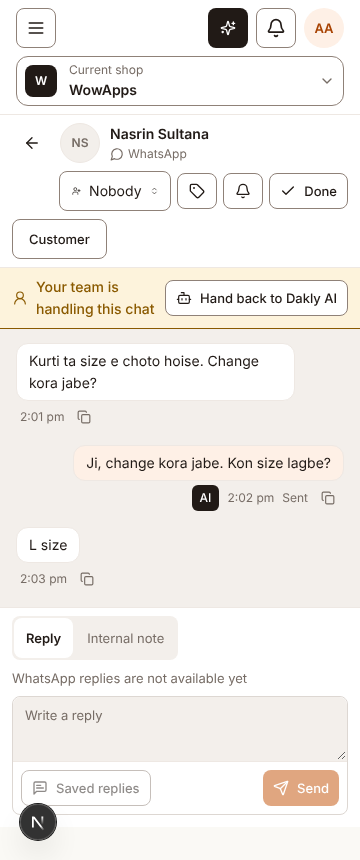 AA
W
Current shop
WowApps
NS
Nasrin Sultana
WhatsApp
Nobody
Done
Customer
Your team is
handling this chat
Hand back to Dakly AI
Kurti ta size e choto hoise. Change
kora jabe?
2:01 pm
Ji, change kora jabe. Kon size lagbe?
AI 2:02 pm Sent
L size
2:03 pm
Reply Internal note
WhatsApp replies are not available yet
Write a reply
Saved replies
Send
N